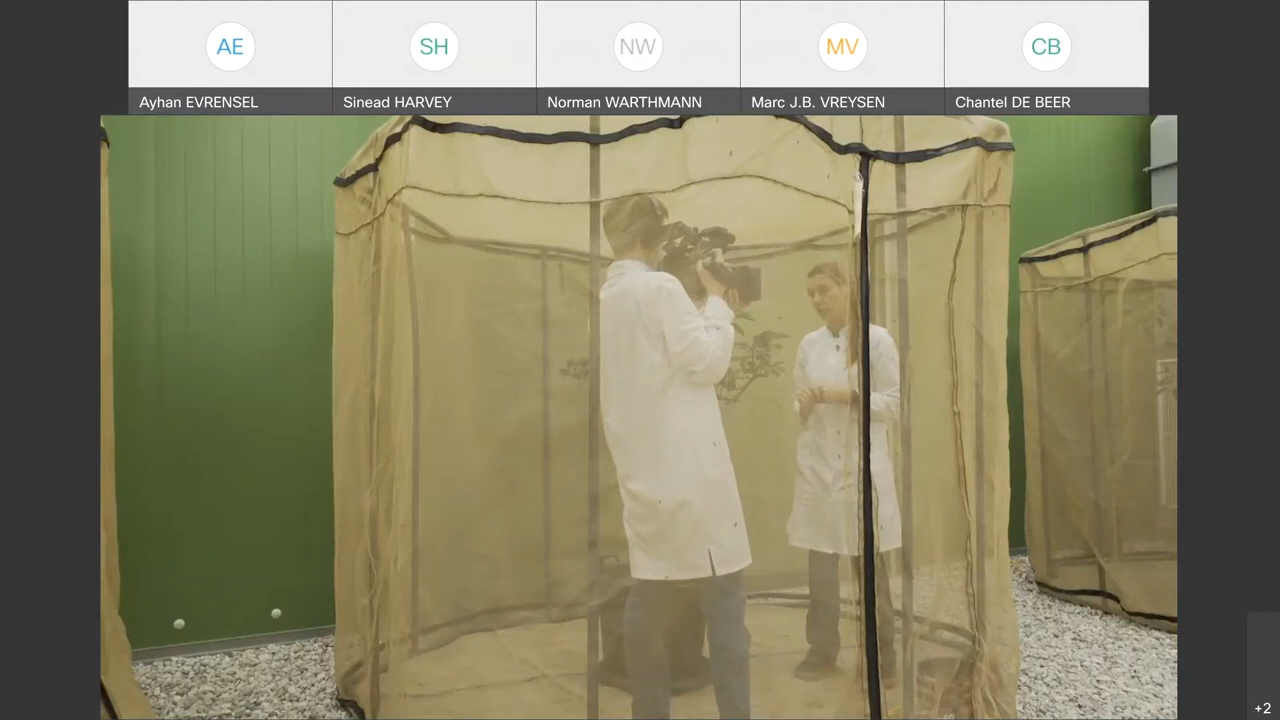 AE
SH
NW
MV
CB
Ayhan EVRENSEL
Sinead HARVEY
Norman WARTHMANN
Marc J.B. VREYSEN
Chantel DE BEER
+2